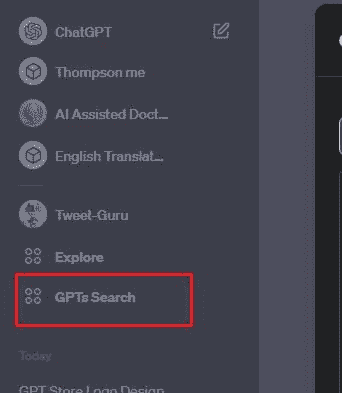 ChatGPT
Thompson me
AI Assisted Doct...
English Translat...
Tweet-Guru
Explore
GPTs Search
Today
GPT Store Logo Design